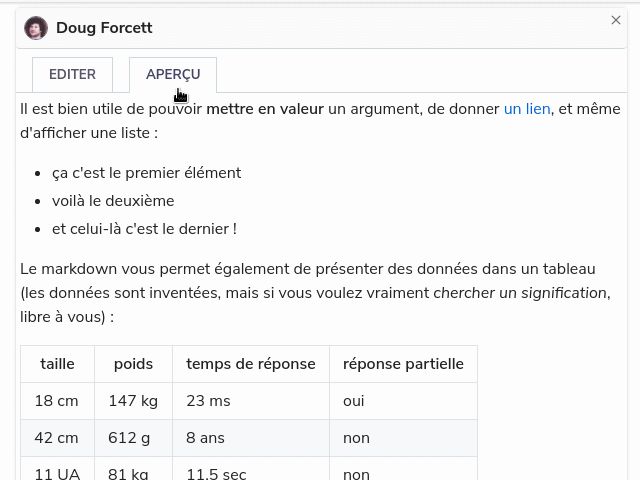 Doug Forcett
×
EDITER APERÇU
Il est bien utile de pouvoir mettre en valeur un argument, de donner un lien, et même
d'afficher une liste :
• ça c'est le premier élément
• voilà le deuxième
• et celui-là c'est le dernier !
Le markdown vous permet également de présenter des données dans un tableau
(les données sont inventées, mais si vous voulez vraiment chercher un signification,
libre à vous) :
taille poids temps de réponse réponse partielle
18 cm 147 kg 23 ms oui
42 cm 612 g 8 ans non
11 UA 81 kg 11.5 sec non